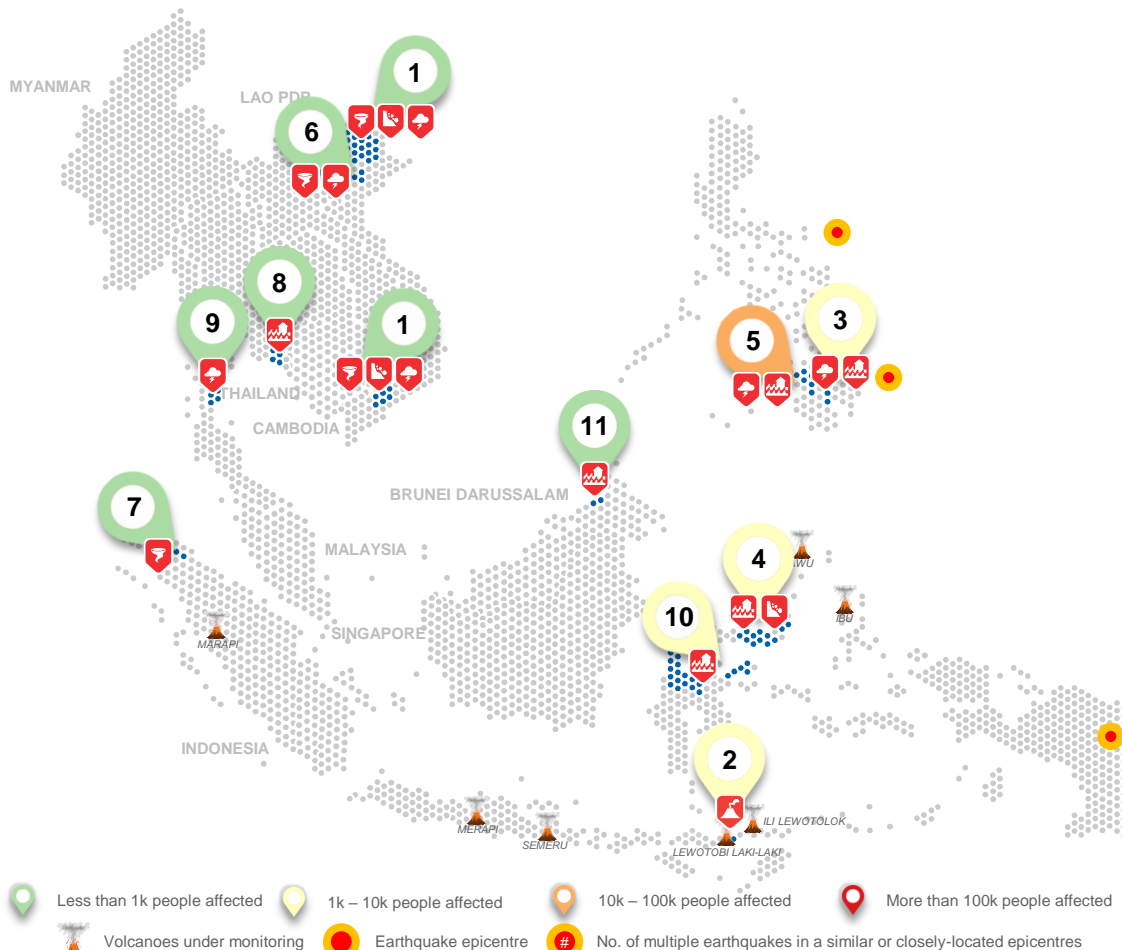 1
MYANMAR
LAO PDR
6
8
9
1
3
5
THAILAND
CAMBODIA
11
BRUNEI DARUSSALAM
7
MALAYSIA
4
AWU
IBU
10
SINGAPORE
MARAPI
INDONESIA
2
MERAPI
SEMERU
ILI LEWOTOLOK
LEWOTOBI LAKI-LAKI
Less than 1k people affected
1k – 10k people affected
10k – 100k people affected
More than 100k people affected
Volcanoes under monitoring
Earthquake epicentre
# No. of multiple earthquakes in a similar or closely-located epicentres